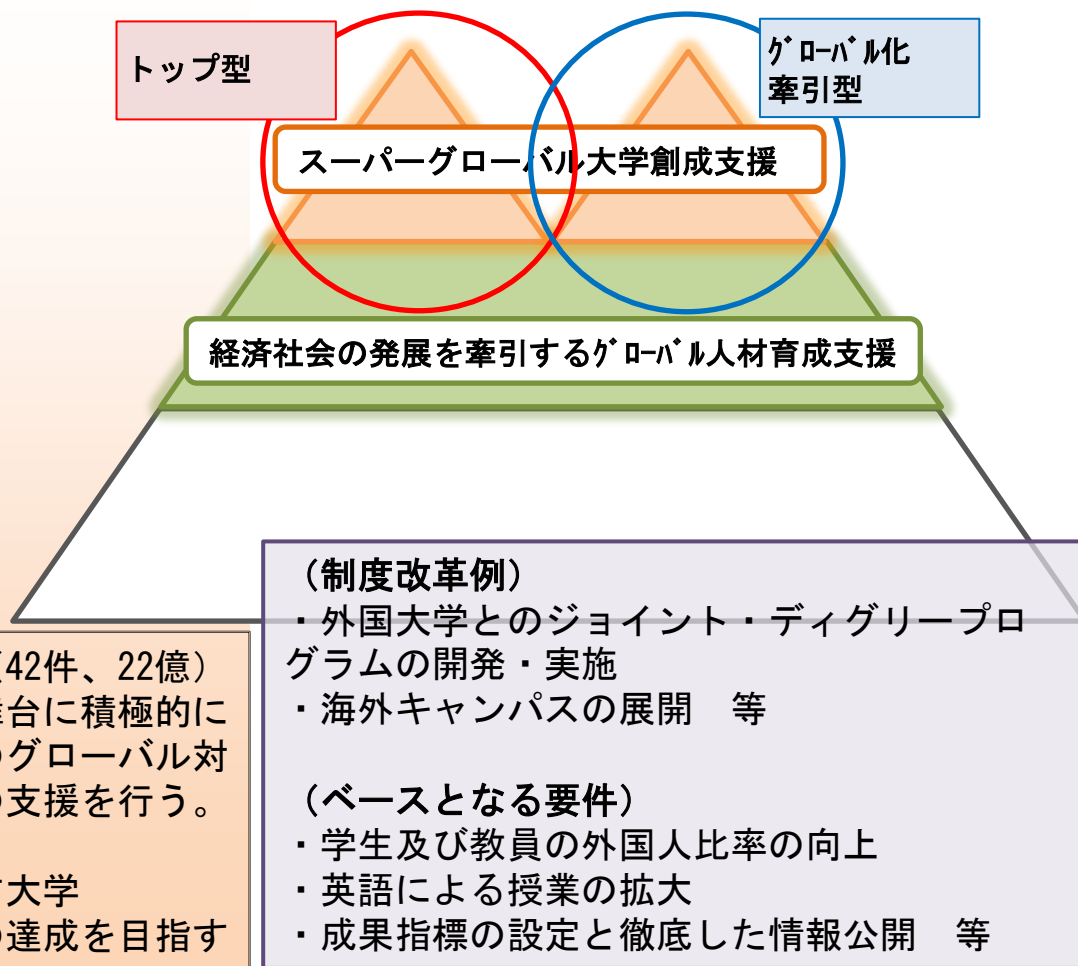 トップ型
グローバル化
牽引型
スーパーグローバル大学創成支援
経済社会の発展を牽引するグローバル人材育成支援
(42件、22億)
台に積極的に
グローバル対
支援を行う。
大学
達成を目指す
(制度改革例)
・外国大学とのジョイント・ディグリープロ
グラムの開発・実施
・海外キャンパスの展開　等
(ベースとなる要件)
・学生及び教員の外国人比率の向上
・英語による授業の拡大
・成果指標の設定と徹底した情報公開　等